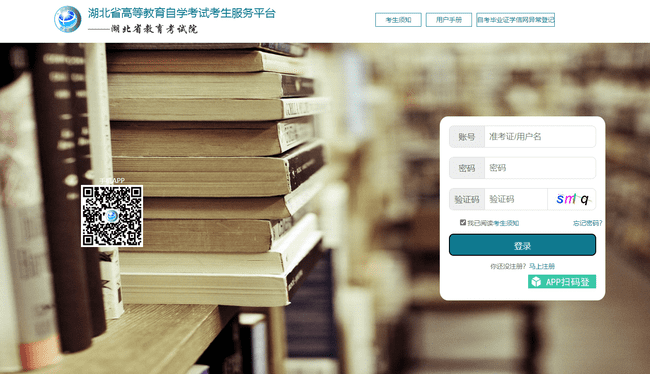 湖北省高等教育自学考试考生服务平台
——湖北省教育考试院
考生须知
用户手册
自考毕业证学信网异常登记
APP
账号 准考证/用户名
密码 密码
验证码 验证码 smt q
我已阅读考生须知 忘记密码?
登录
你还没注册? 马上注册
APP扫码登